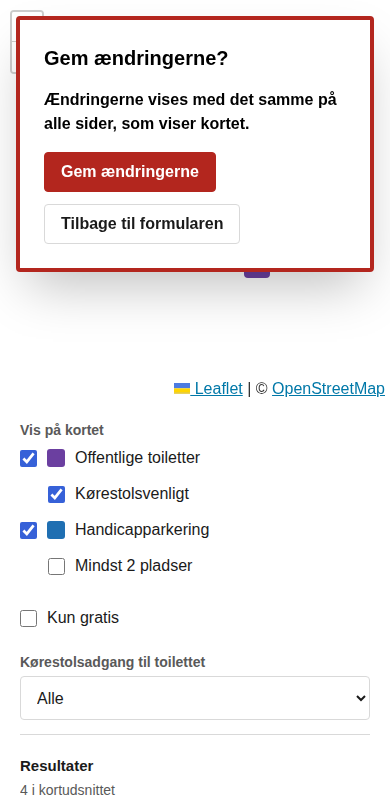 Gem ændringerne?
Ændringerne vises med det samme på
alle sider, som viser kortet.
Gem ændringerne
Tilbage til formularen
Leaflet | © OpenStreetMap
Vis på kortet
Offentlige toiletter
Kørestolsvenligt
Handicapparkering
Mindst 2 pladser
Kun gratis
Kørestolsadgang til toilettet
Alle
Resultater
4 i kortudsnittet